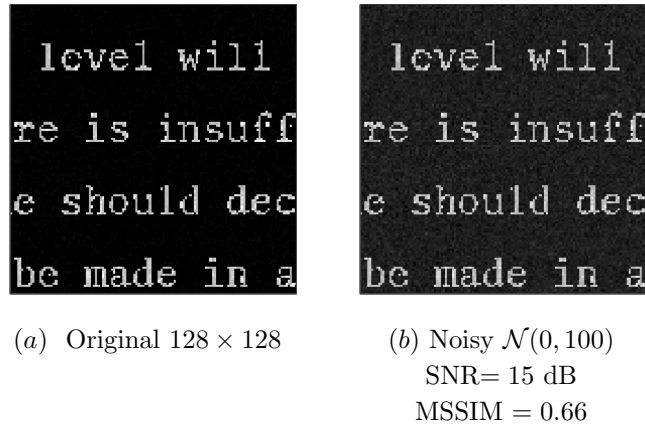 level will
re is insuff
e should dec
be made in a
level will
re is insuff
e should dec
be made in a
(a) Original 128 × 128
(b) Noisy 𝒩(0, 100)
SNR= 15 dB
MSSIM = 0.66